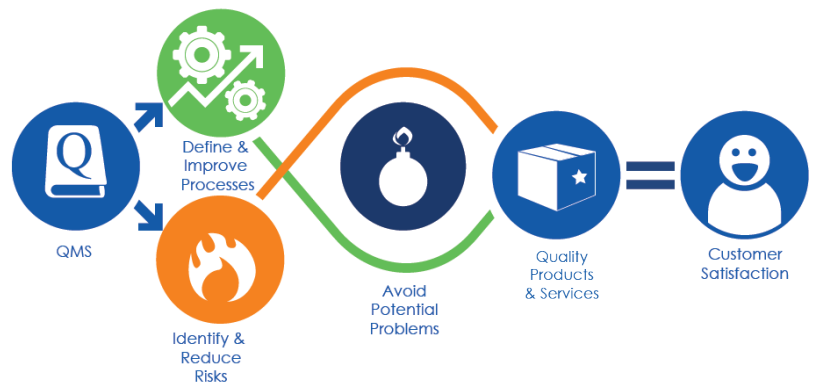 Q
QMS
Define &
Improve
Processes
Identify &
Reduce
Risks
Avoid
Potential
Problems
Quality
Products
& Services
Customer
Satisfaction